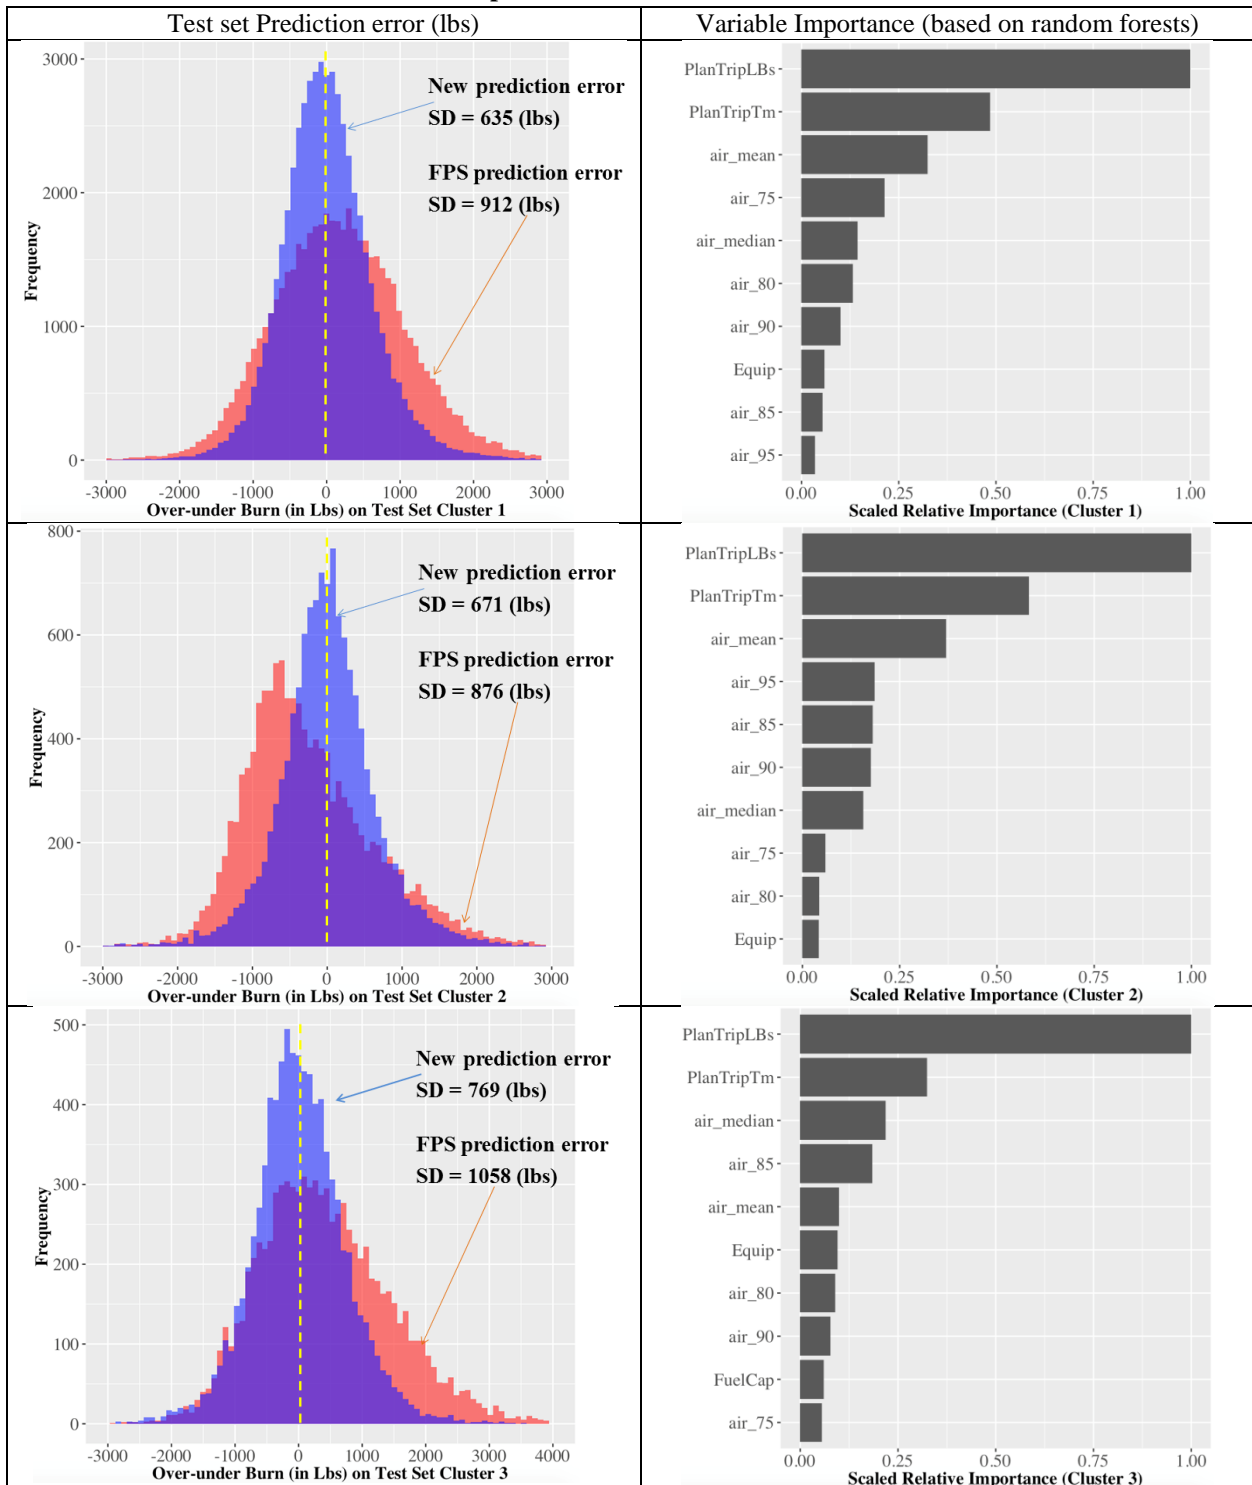 Test set Prediction error (lbs)
Variable Importance (based on random forests)
3000
2000
1000
0
Frequency
New prediction error
SD = 635 (lbs)
FPS prediction error
SD = 912 (lbs)
-3000 -2000 -1000 0 1000 2000 3000
Over-under Burn (in Lbs) on Test Set Cluster 1
PlanTripLBs
PlanTripTm
air_mean
air_75
air_median
air_80
air_90
Equip
air_85
air_95
0.00 0.25 0.50 0.75 1.00
Scaled Relative Importance (Cluster 1)
800
600
400
200
0
Frequency
New prediction error
SD = 671 (lbs)
FPS prediction error
SD = 876 (lbs)
-3000 -2000 -1000 0 1000 2000 3000
Over-under Burn (in Lbs) on Test Set Cluster 2
PlanTripLBs
PlanTripTm
air_mean
air_95
air_85
air_90
air_median
air_75
air_80
Equip
0.00 0.25 0.50 0.75 1.00
Scaled Relative Importance (Cluster 2)
500
400
300
200
100
0
Frequency
New prediction error
SD = 769 (lbs)
FPS prediction error
SD = 1058 (lbs)
-3000 -2000 -1000 0 1000 2000 3000 4000
Over-under Burn (in Lbs) on Test Set Cluster 3
PlanTripLBs
PlanTripTm
air_median
air_85
air_mean
Equip
air_80
air_90
FuelCap
air_75
0.00 0.25 0.50 0.75 1.00
Scaled Relative Importance (Cluster 3)